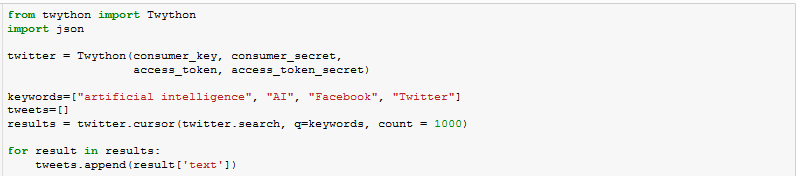 from twython import Twython
import json
twitter = Twython(consumer_key, consumer_secret,
access_token, access_token_secret)
keywords=["artificial intelligence", "AI", "Facebook", "Twitter"]
tweets=[]
results = twitter.cursor(twitter.search, q=keywords, count = 1000)
for result in results:
tweets.append(result['text'])